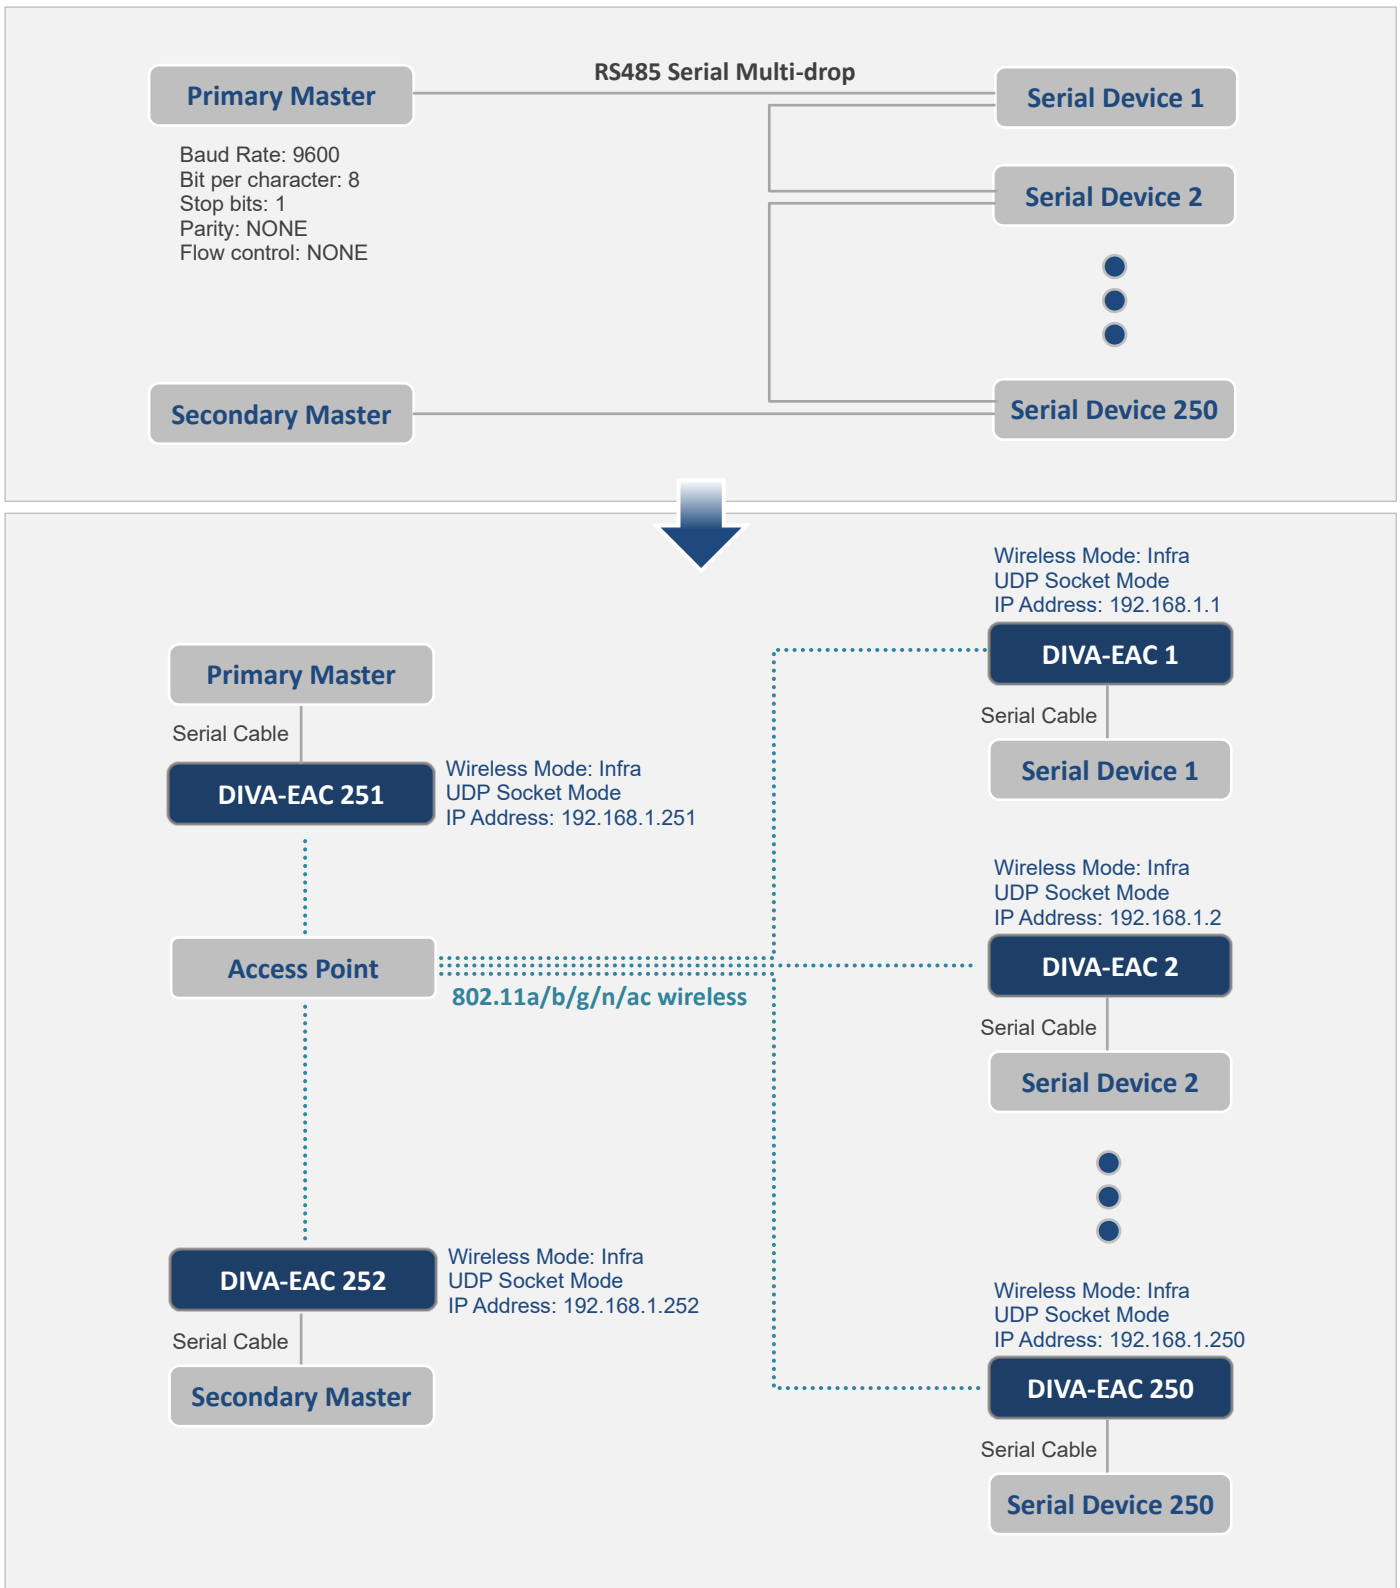 RS485 Serial Multi-drop
Primary Master
Serial Device 1
Baud Rate: 9600
Bit per character: 8
Stop bits: 1
Parity: NONE
Flow control: NONE
Serial Device 2
Secondary Master
Serial Device 250
Wireless Mode: Infra
UDP Socket Mode
IP Address: 192.168.1.1
DIVA-EAC 1
Primary Master
Serial Cable
Serial Cable
Serial Device 1
DIVA-EAC 251
Wireless Mode: Infra
UDP Socket Mode
IP Address: 192.168.1.251
Wireless Mode: Infra
UDP Socket Mode
IP Address: 192.168.1.2
Access Point
DIVA-EAC 2
802.11a/b/g/n/ac wireless
Serial Cable
Serial Device 2
DIVA-EAC 252
Wireless Mode: Infra
UDP Socket Mode
IP Address: 192.168.1.252
Serial Cable
Secondary Master
Wireless Mode: Infra
UDP Socket Mode
IP Address: 192.168.1.250
DIVA-EAC 250
Serial Cable
Serial Device 250